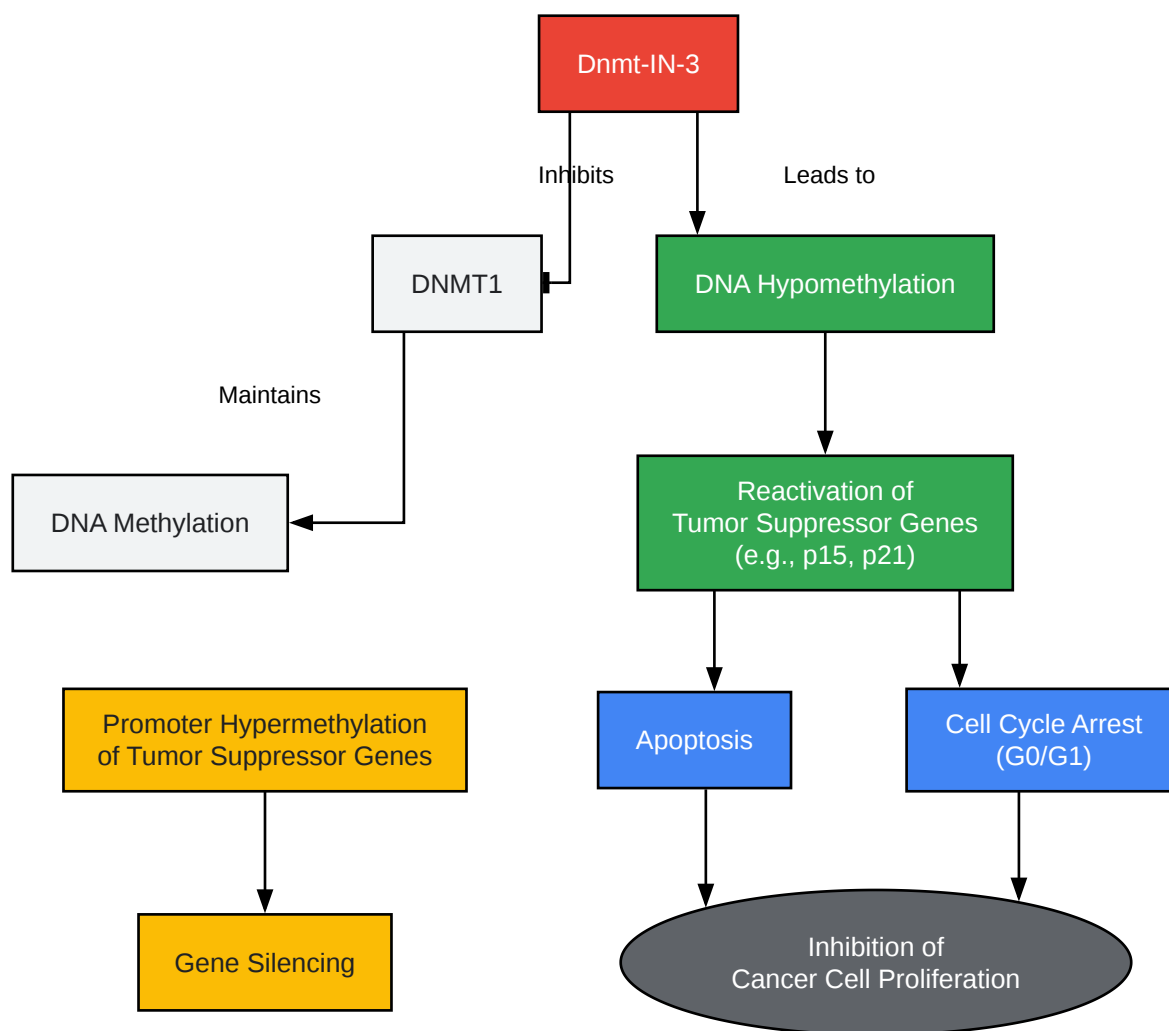 Dnmt-IN-3
Inhibits
Leads to
DNMT1
DNA Hypomethylation
Maintains
DNA Methylation
Reactivation of
Tumor Suppressor Genes
(e.g., p15, p21)
Promoter Hypermethylation
of Tumor Suppressor Genes
Apoptosis
Cell Cycle Arrest
(G0/G1)
Gene Silencing
Inhibition of
Cancer Cell Proliferation